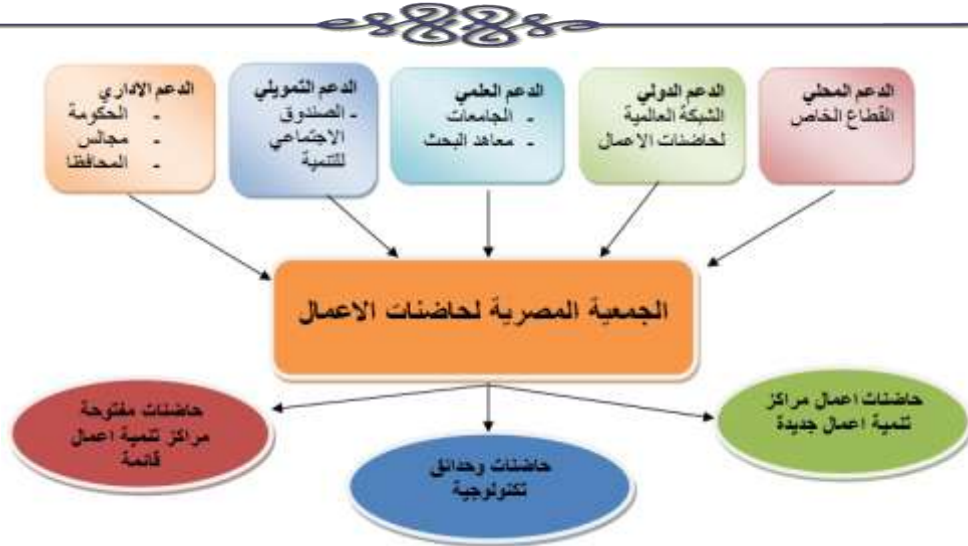 الدعم المحلي
القطاع الخاص
الدعم الدولي
الشبكة العالمية
لحاضنات الاعمال
الدعم العلمي
- الجامعات
- معاهد البحث
الدعم التمويلي
- الصندوق
الاجتماعي
للتنمية
الدعم الاداري
- الحكومة
- مجالس
- المحافظا
الجمعية المصرية لحاضنات الاعمال
حاضنات اعمال مراكز
تنمية اعمال جديدة
حاضنات وحدائق
تكنولوجية
حاضنات مفتوحة
مراكز تنمية اعمال
قائمة